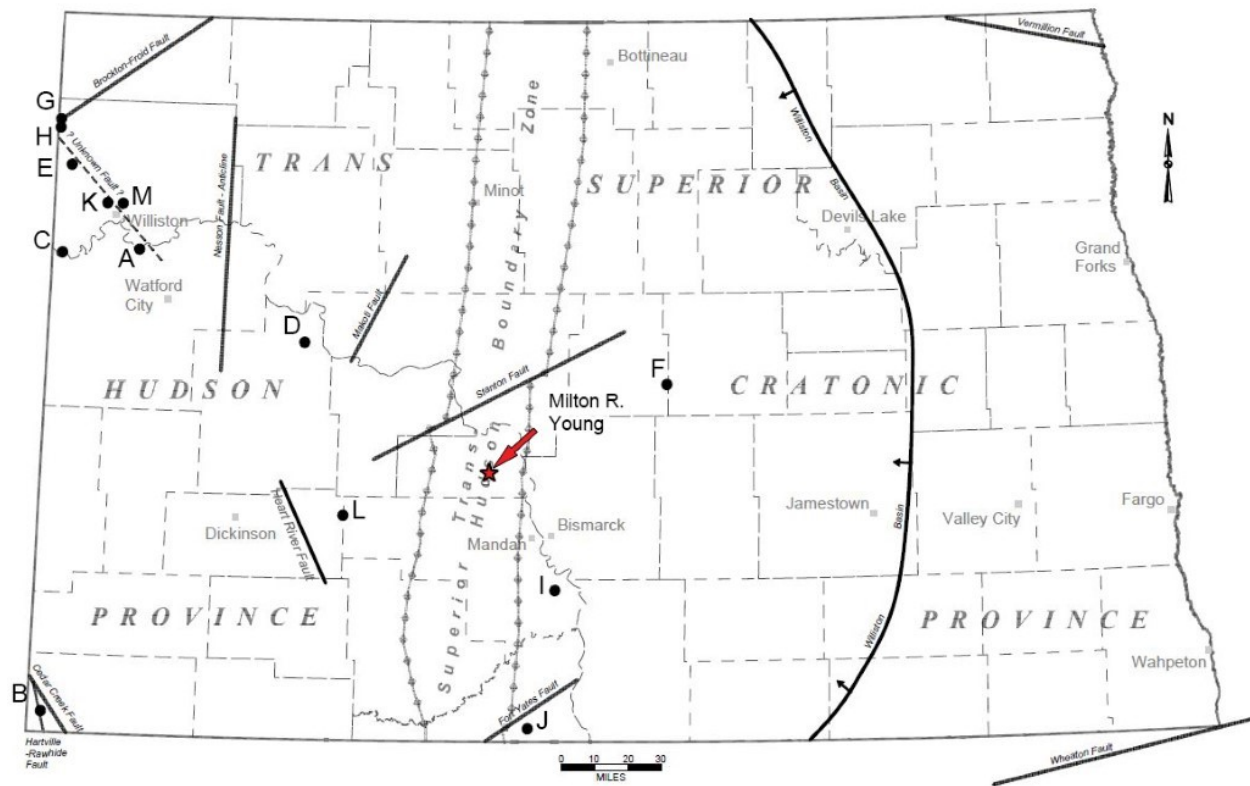 Vermillion Fault
Brockton-Froid Fault
Bottineau
G
H
? Unknown Fault ?
Williston
Basin
N
E
TRANS
Zone
SUPERIOR
K
M
Minot
Williston
Nesson Fault - Anticline
Boundary
Devils Lake
Grand
Forks
C
A
Watford
City
D
Makoti Fault
Stanton Fault
F
HUDSON
CRATONIC
Milton R.
Young
Superior Trans
Hudson
Heart River Fault
L
Dickinson
Bismarck
Mandan
Jamestown
Valley City
Fargo
Basin
I
PROVINCE
PROVINCE
Williston
Wahpeton
B
Cedar Creek Fault
Fort Yates Fault
J
Hartville
-Rawhide
Fault
0 10 20 30
MILES
Wheaton Fault